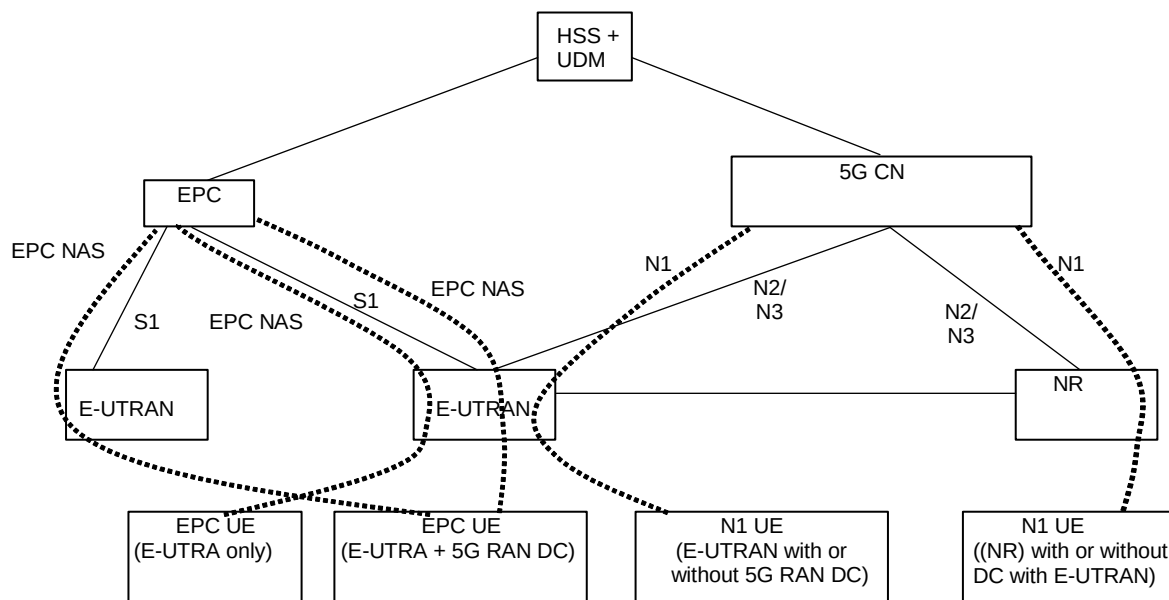 HSS +
UDM
5G CN
EPC
EPC NAS
N1
N1
EPC NAS
N2/
N3
S1
S1
EPC NAS
N2/
N3
NR
E-UTRAN
E-UTRAN
EPC UE
(E-UTRA only)
EPC UE
(E-UTRA + 5G RAN DC)
N1 UE
(E-UTRAN with or
without 5G RAN DC)
N1 UE
((NR) with or without
DC with E-UTRAN)